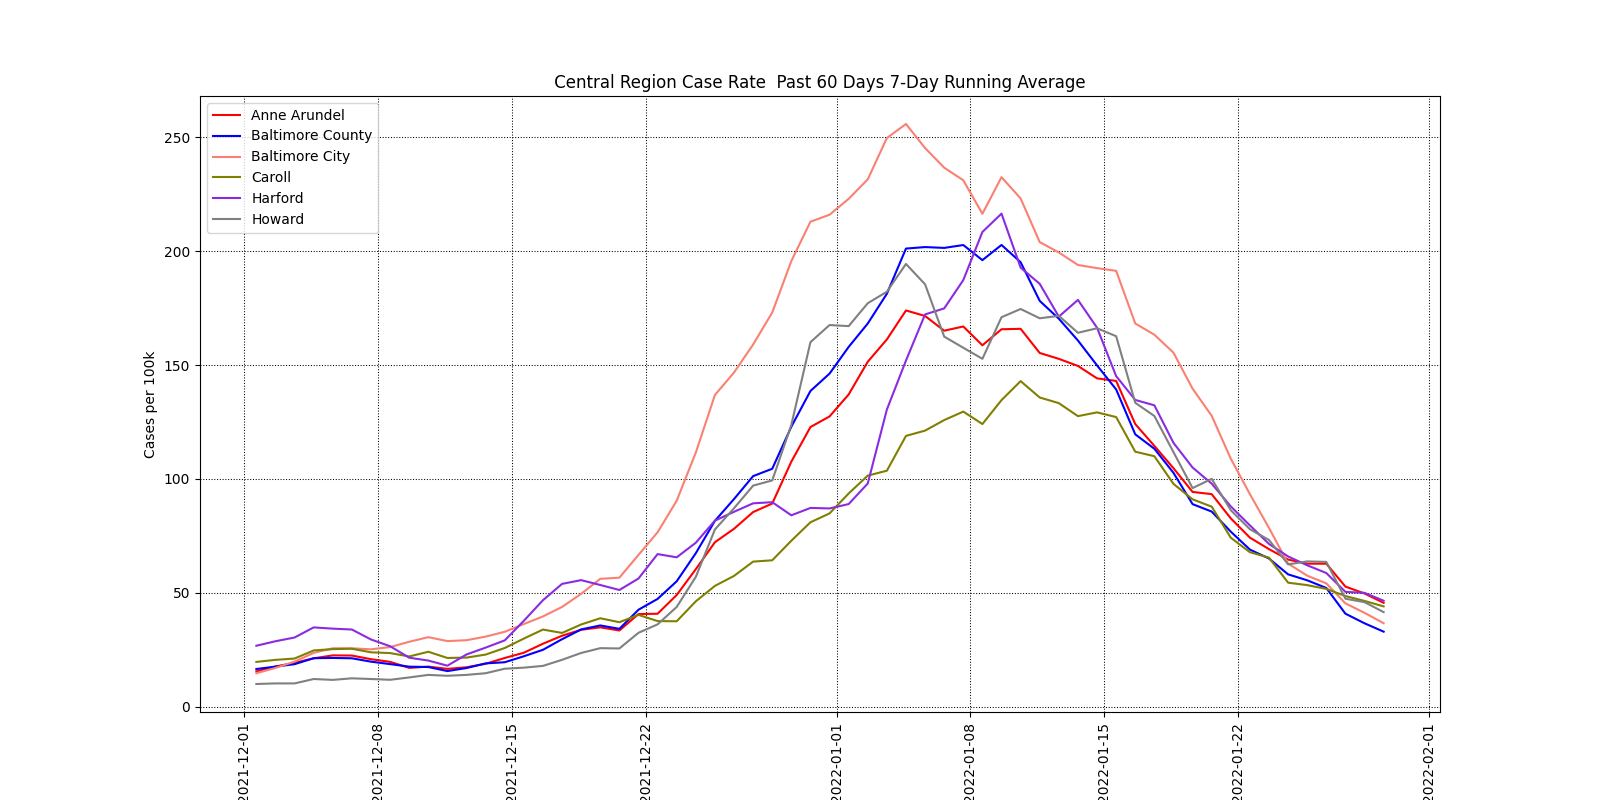 Central Region Case Rate  Past 60 Days 7-Day Running Average
Anne Arundel
Baltimore County
Baltimore City
Caroll
Harford
Howard
250
200
150
100
50
0
Cases per 100k
2021-12-01
2021-12-08
2021-12-15
2021-12-22
2022-01-01
2022-01-08
2022-01-15
2022-01-22
2022-02-01